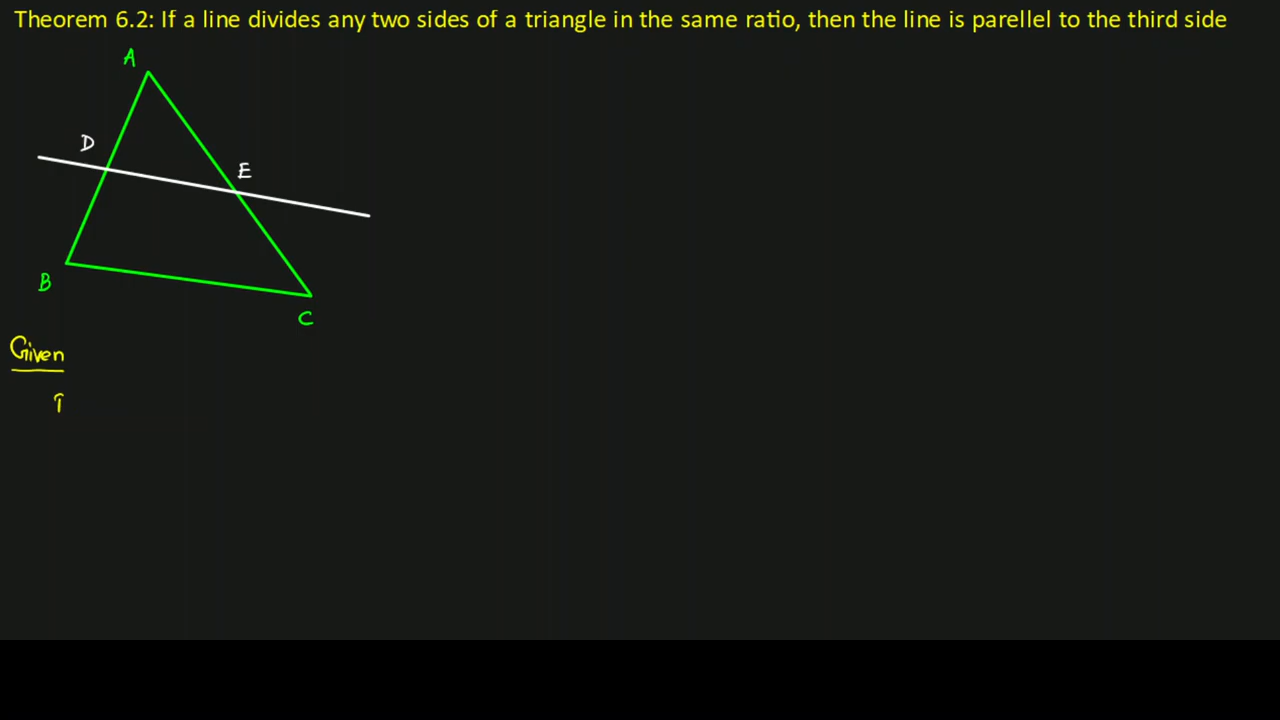 Theorem 6.2: If a line divides any two sides of a triangle in the same ratio, then the line is parellel to the third side
A
D
E
B
C
Given